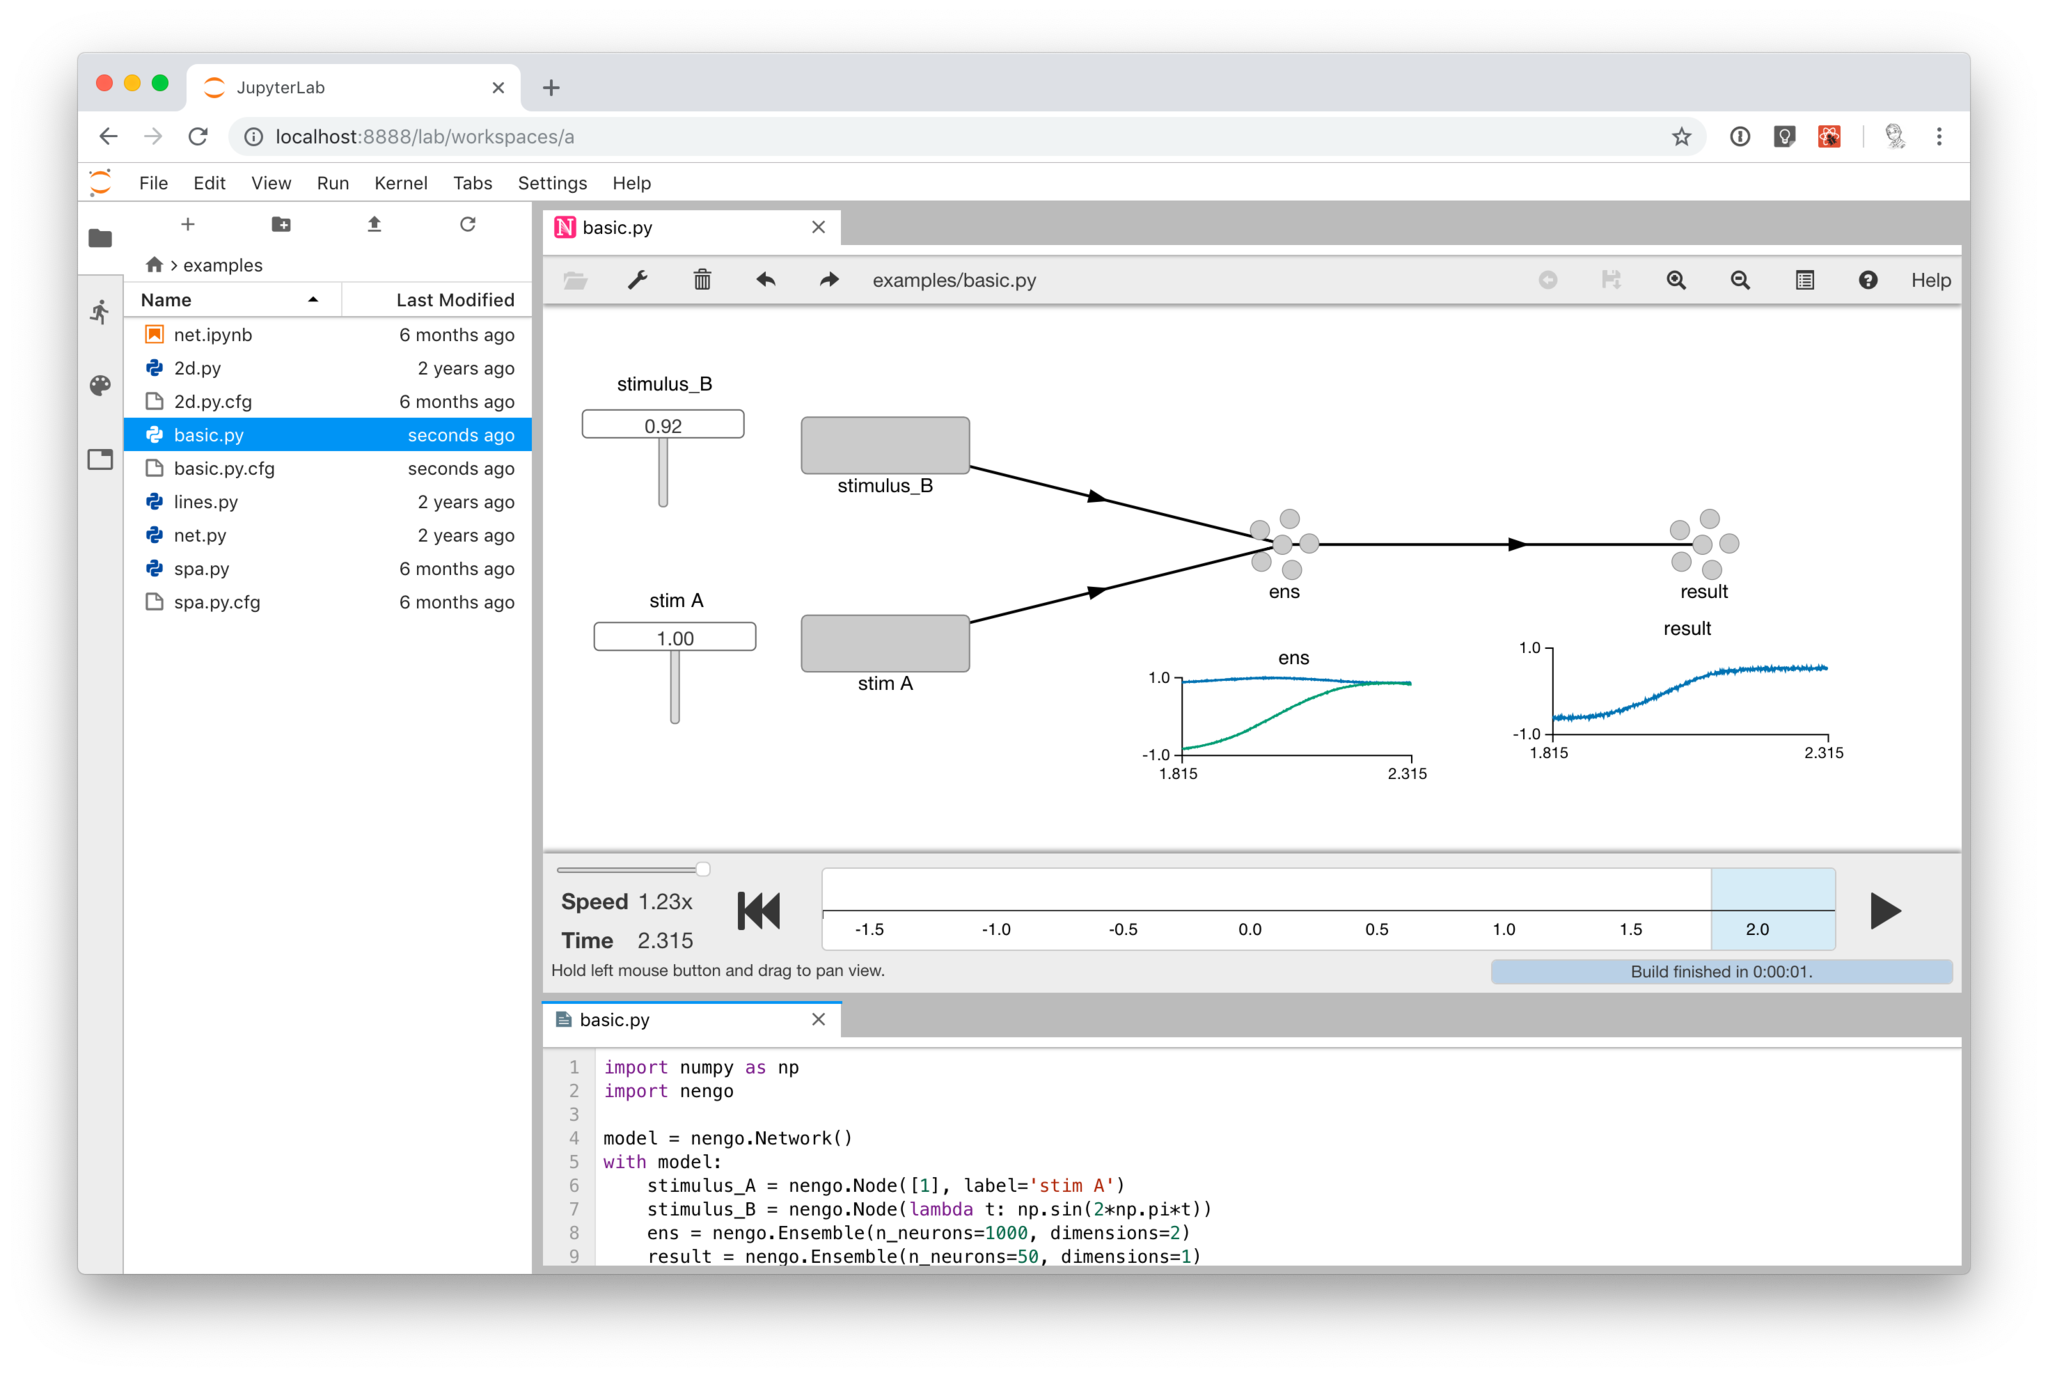 JupyterLab
localhost:8888/lab/workspaces/a
File Edit View Run Kernel Tabs Settings Help
examples
Name Last Modified
net.ipynb 6 months ago
2d.py 2 years ago
2d.py.cfg 6 months ago
basic.py seconds ago
basic.py.cfg seconds ago
lines.py 2 years ago
net.py 2 years ago
spa.py 6 months ago
spa.py.cfg 6 months ago
N basic.py
examples/basic.py Help
stimulus_B
0.92
stimulus_B
stim A
1.00
stim A
ens
result
ens
1.0
-1.0
1.815 2.315
result
1.0
-1.0
1.815 2.315
Speed 1.23x
Time 2.315
-1.5 -1.0 -0.5 0.0 0.5 1.0 1.5 2.0
Hold left mouse button and drag to pan view.
Build finished in 0:00:01.
basic.py
1 import numpy as np
2 import nengo
3
4 model = nengo.Network()
5 with model:
6 stimulus_A = nengo.Node([1], label='stim A')
7 stimulus_B = nengo.Node(lambda t: np.sin(2*np.pi*t))
8 ens = nengo.Ensemble(n_neurons=1000, dimensions=2)
9 result = nengo.Ensemble(n_neurons=50, dimensions=1)